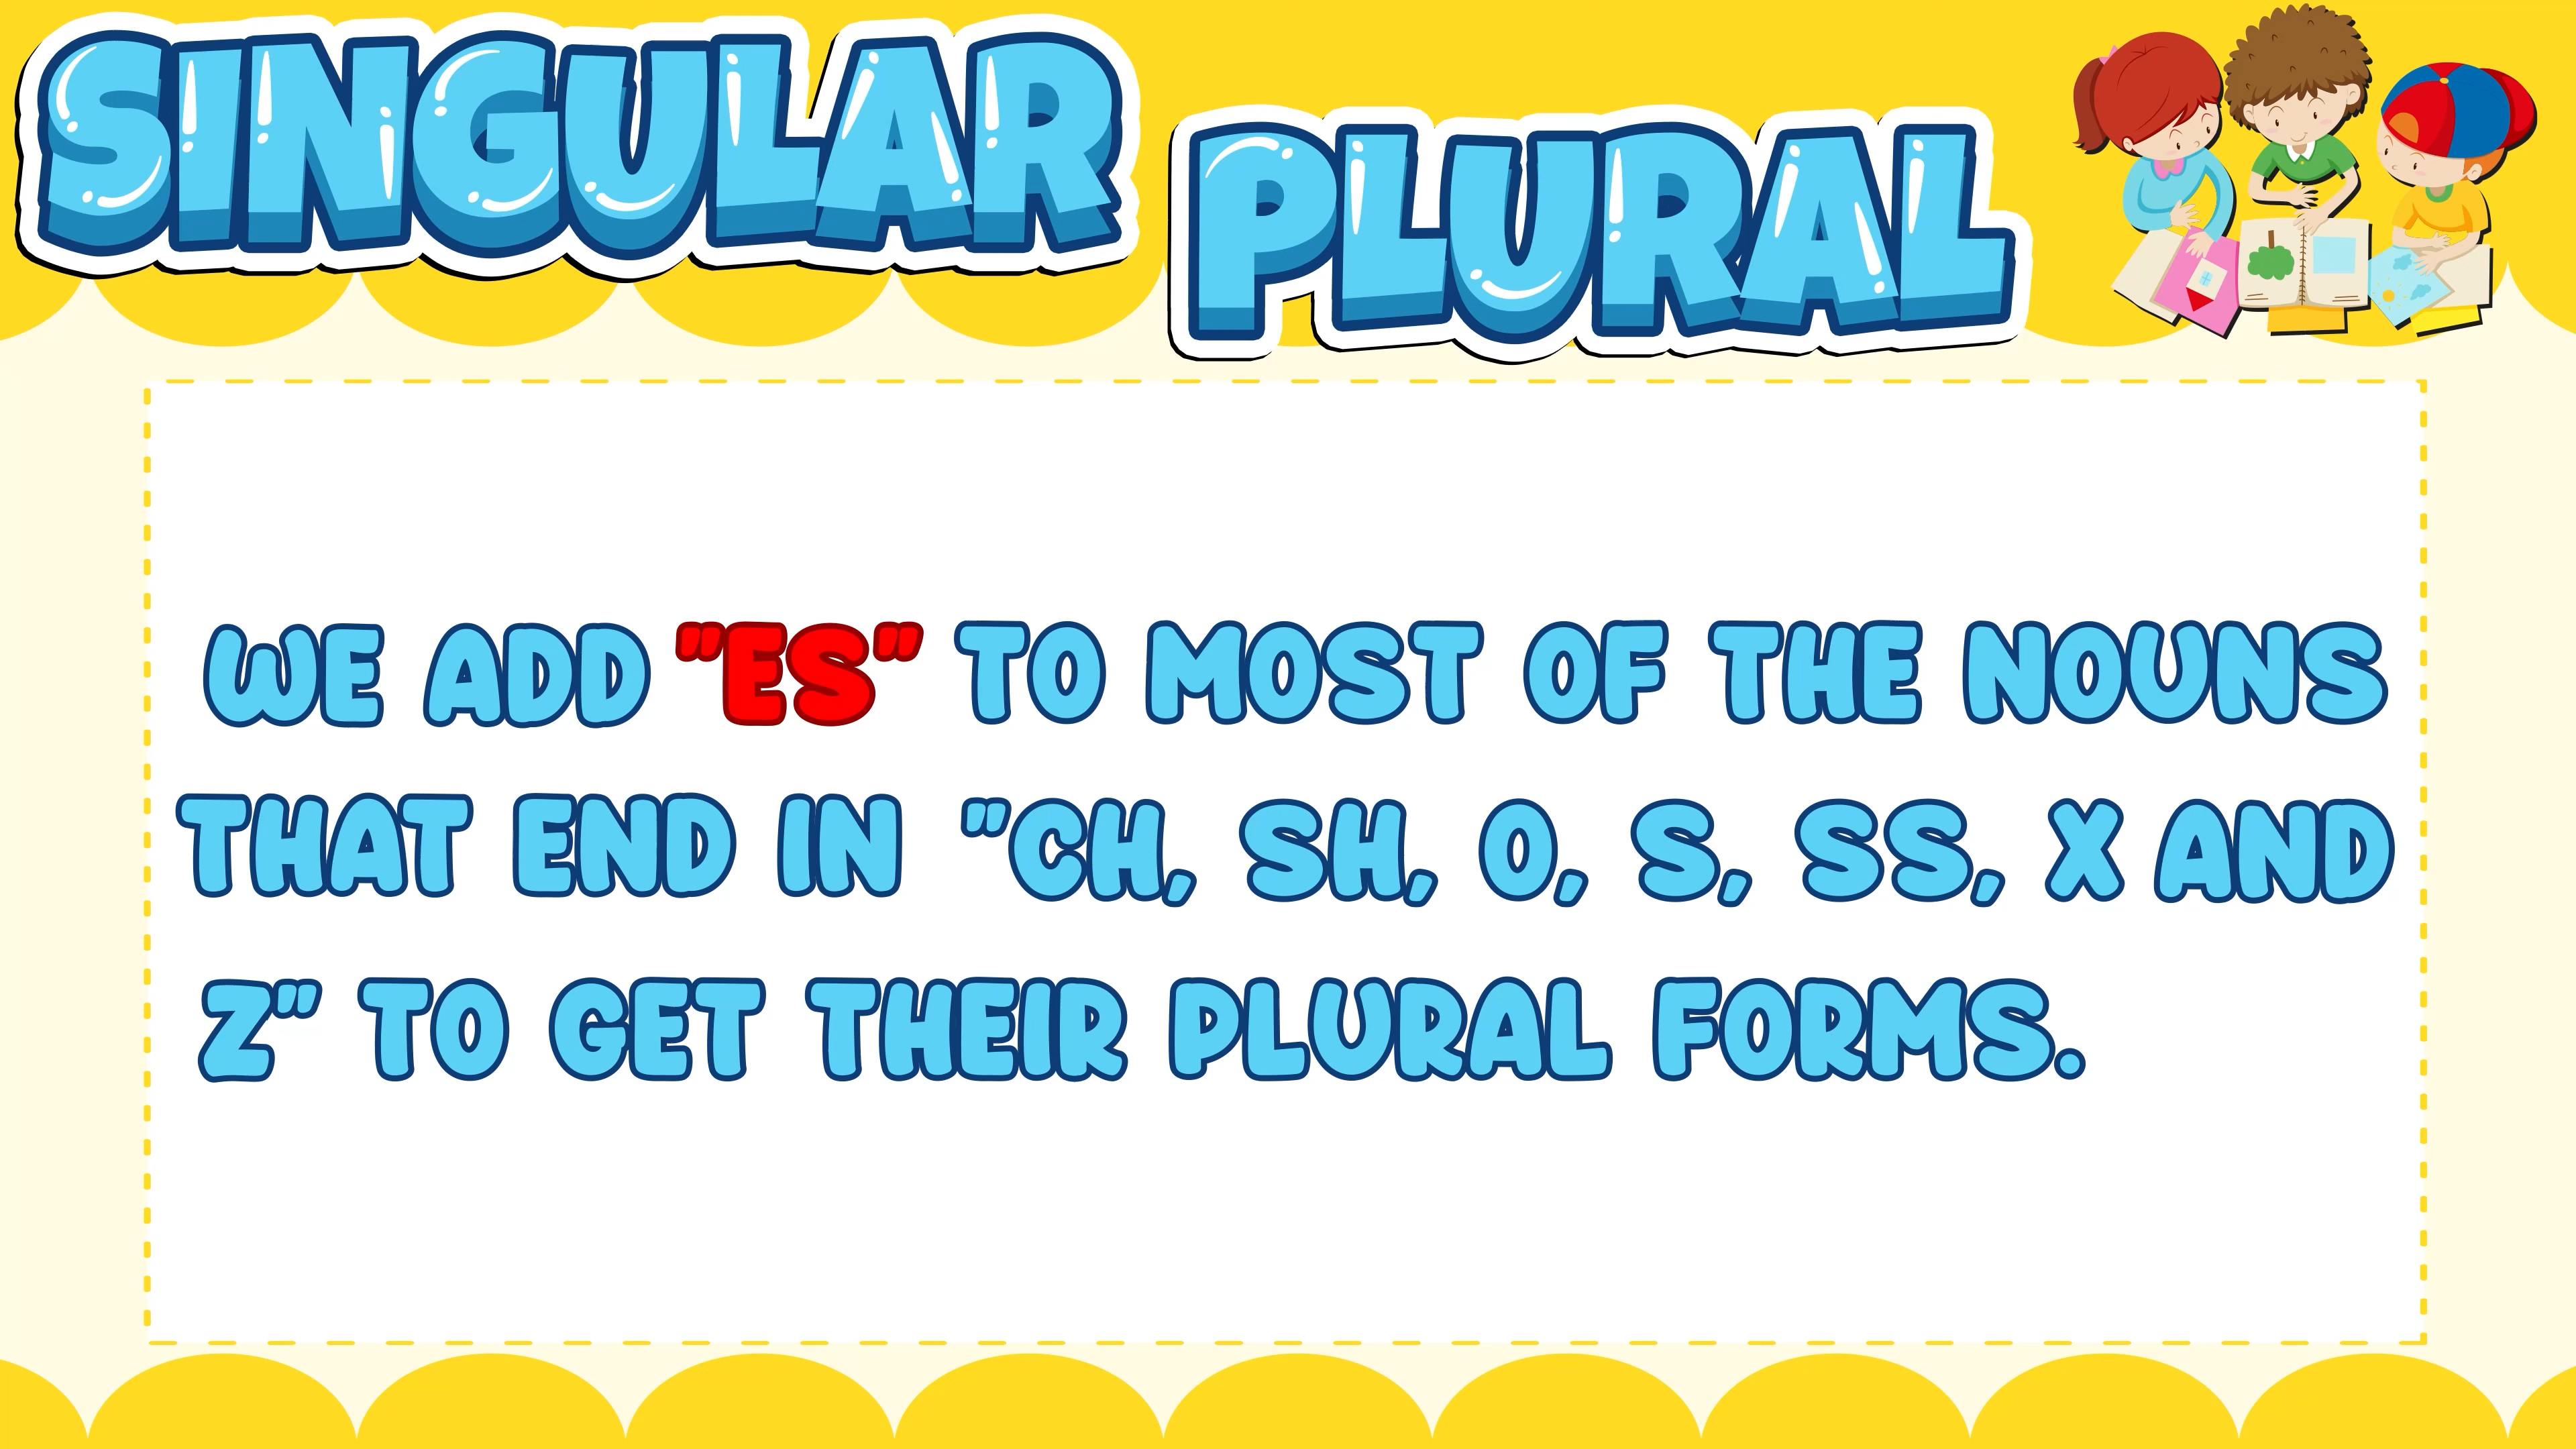 SINGULAR
PLURAL
WE ADD "ES" TO MOST OF THE NOUNS
THAT END IN "CH, SH, O, S, SS, X AND
Z" TO GET THEIR PLURAL FORMS.